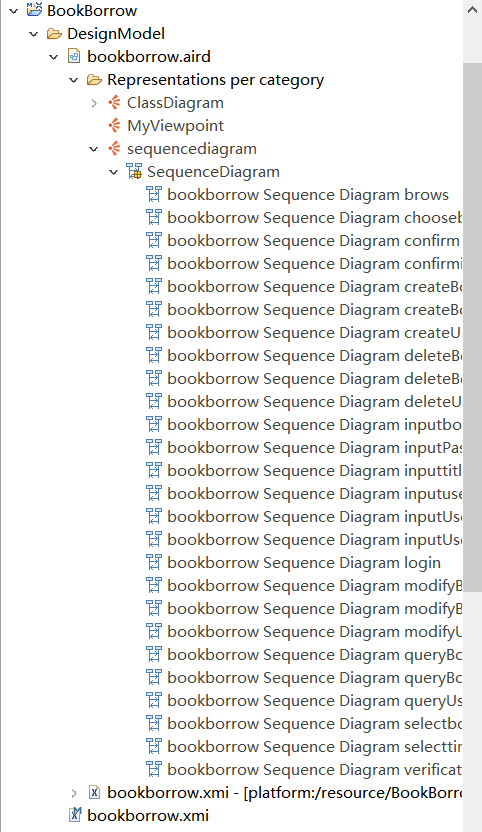 BookBorrow
DesignModel
bookborrow.aird
Representations per category
ClassDiagram
MyViewpoint
sequencediagram
SequenceDiagram
bookborrow Sequence Diagram brows
bookborrow Sequence Diagram chooseb
bookborrow Sequence Diagram confirm
bookborrow Sequence Diagram confirmi
bookborrow Sequence Diagram createBo
bookborrow Sequence Diagram createBo
bookborrow Sequence Diagram createU
bookborrow Sequence Diagram deleteBo
bookborrow Sequence Diagram deleteBo
bookborrow Sequence Diagram deleteU
bookborrow Sequence Diagram inputbo
bookborrow Sequence Diagram inputPas
bookborrow Sequence Diagram inputtitl
bookborrow Sequence Diagram inputuse
bookborrow Sequence Diagram inputUse
bookborrow Sequence Diagram inputUse
bookborrow Sequence Diagram login
bookborrow Sequence Diagram modifyB
bookborrow Sequence Diagram modifyB
bookborrow Sequence Diagram modifyU
bookborrow Sequence Diagram queryBo
bookborrow Sequence Diagram queryBo
bookborrow Sequence Diagram queryUs
bookborrow Sequence Diagram selectbo
bookborrow Sequence Diagram selecttir
bookborrow Sequence Diagram verificat
bookborrow.xmi - [platform:/resource/BookBorro
bookborrow.xmi